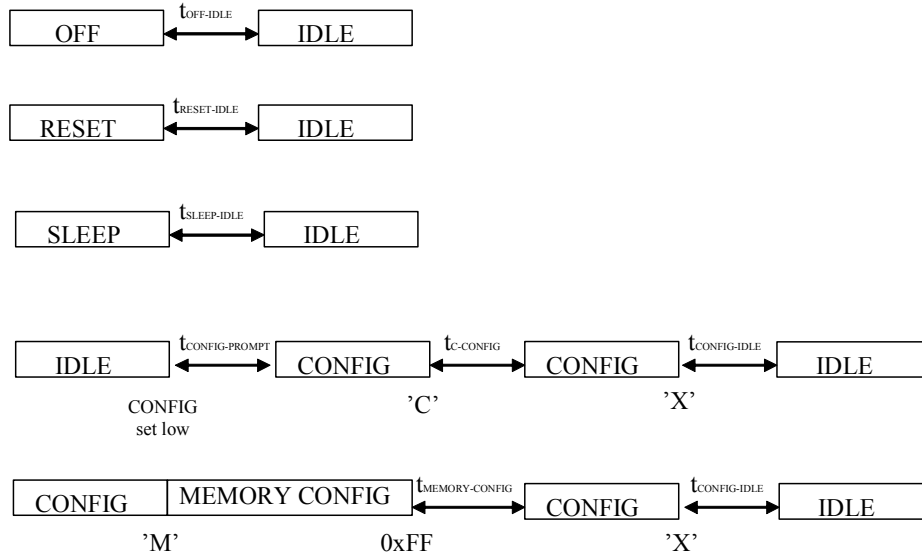 tOFF-IDLE
OFF IDLE
tRESET-IDLE
RESET IDLE
tSLEEP-IDLE
SLEEP IDLE
tCONFIG-PROMPT tC-CONFIG tCONFIG-IDLE
IDLE CONFIG CONFIG IDLE
CONFIG
set low
’C’ ’X’
tMEMORY-CONFIG tCONFIG-IDLE
CONFIG MEMORY CONFIG CONFIG IDLE
’M’ 0xFF ’X’